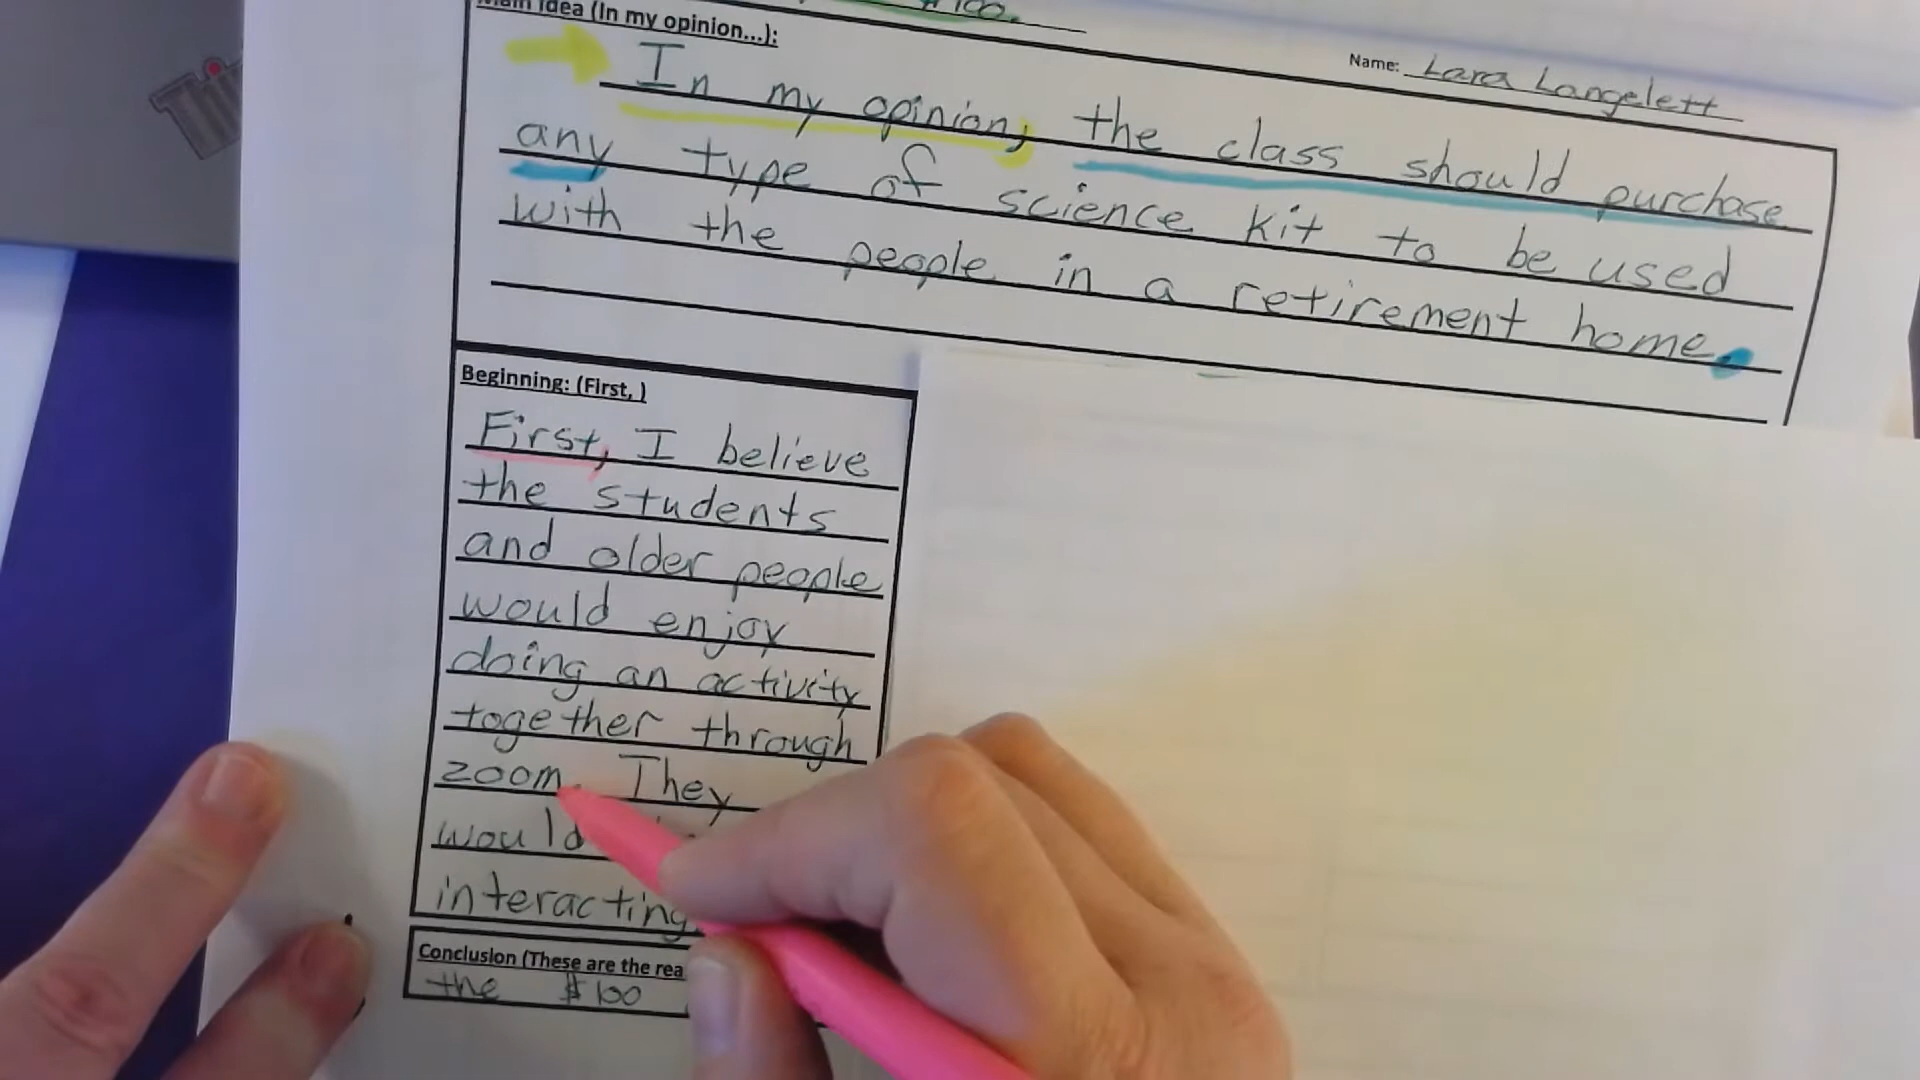 $100.
Main Idea (In my opinion...):
Name: Lara Langelett
In my opinion, the class should purchase
any type of science kit to be used
with the people in a retirement home.
Beginning: (First, )
First, I believe
the students
and older people
would enjoy
doing an activity
together through
zoom. They
would
interacting
Conclusion (These are the rea
the $100